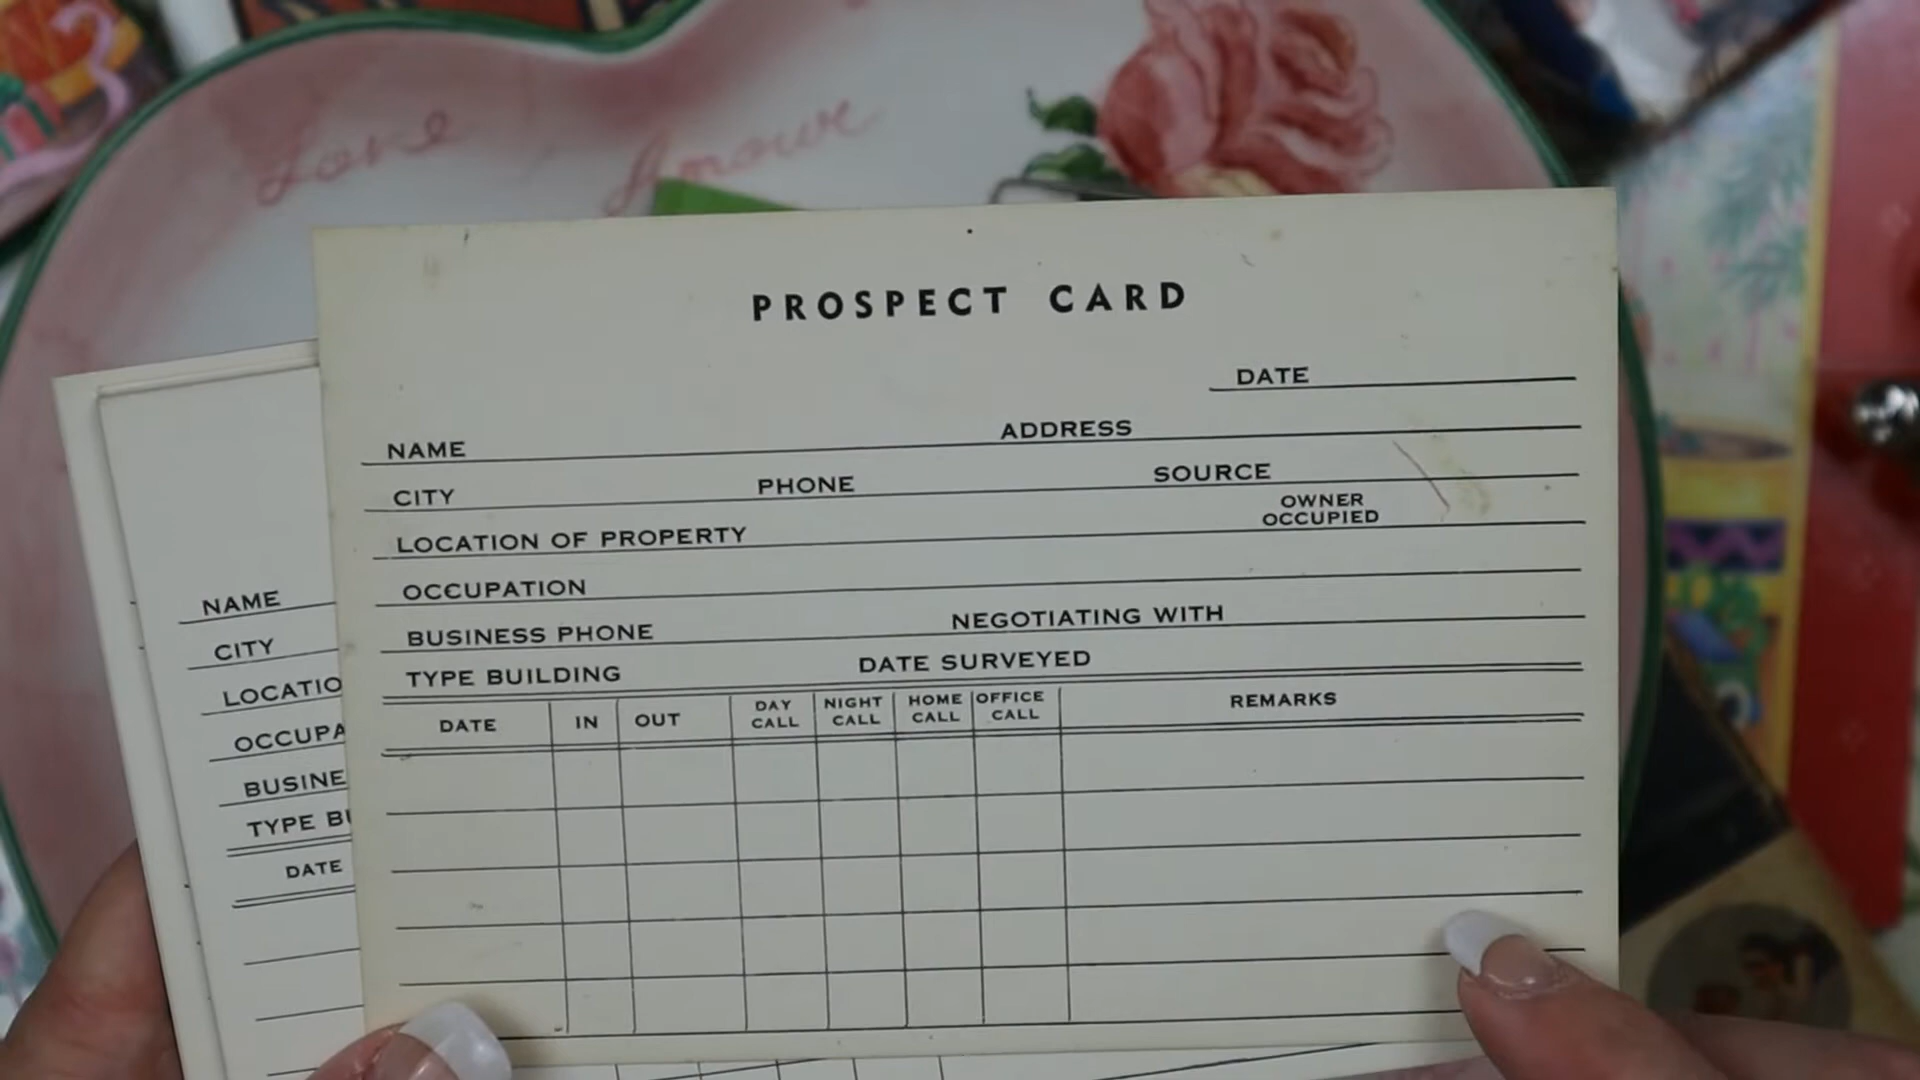 Love Amour
PROSPECT CARD
DATE
NAME ADDRESS
CITY PHONE SOURCE
LOCATION OF PROPERTY OWNER OCCUPIED
OCCUPATION
BUSINESS PHONE NEGOTIATING WITH
TYPE BUILDING DATE SURVEYED
DATE IN OUT DAY CALL NIGHT CALL HOME CALL OFFICE CALL REMARKS
NAME
CITY
LOCATIO
OCCUPA
BUSINE
TYPE BU
DATE